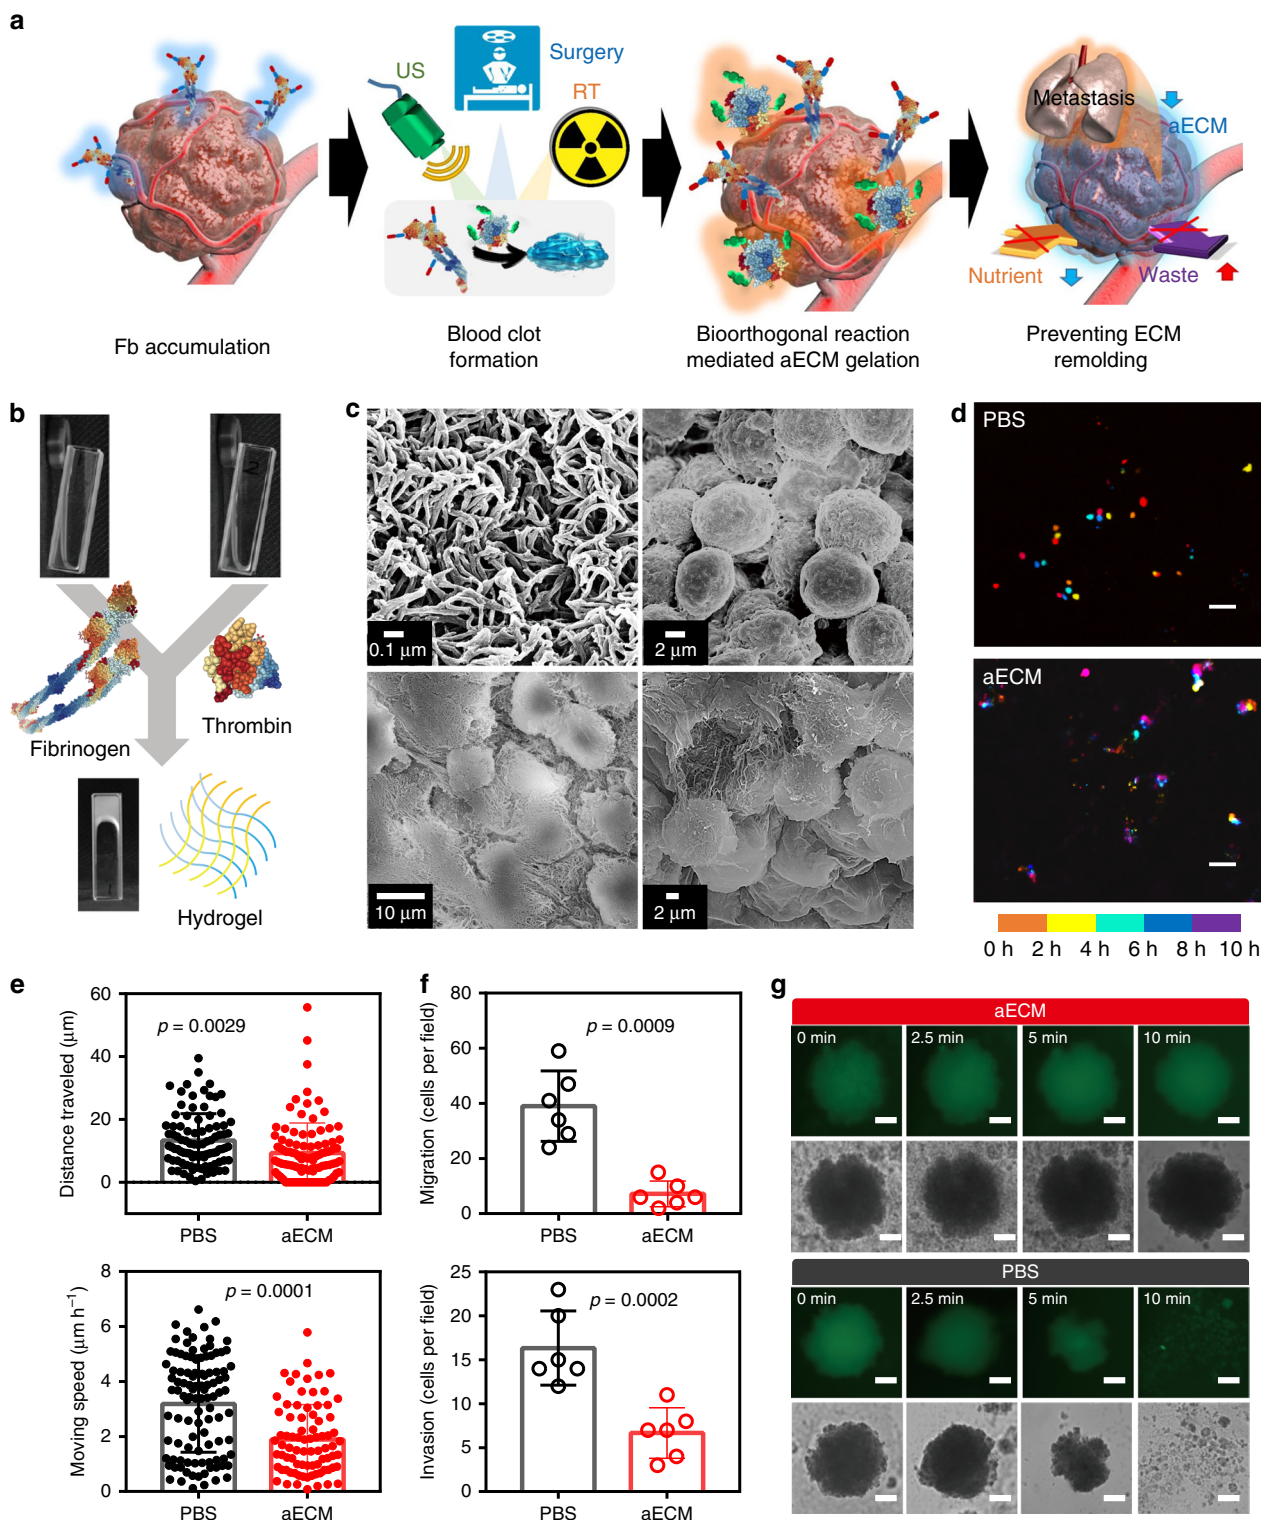 a
US
Surgery
RT
Metastasis
aECM
Nutrient
Waste
Fb accumulation
Blood clot
formation
Bioorthogonal reaction
mediated aECM gelation
Preventing ECM
remolding
b
2
Fibrinogen
Thrombin
Hydrogel
c
0.1 μm
2 μm
10 μm
2 μm
d
PBS
aECM
0 h 2 h 4 h 6 h 8 h 10 h
e
Distance traveled (μm)
60
40
20
0
p = 0.0029
PBS aECM
Moving speed (μm h⁻¹)
8
6
4
2
0
p = 0.0001
PBS aECM
f
Migration (cells per field)
80
60
40
20
0
p = 0.0009
PBS aECM
Invasion (cells per field)
25
20
15
10
5
0
p = 0.0002
PBS aECM
g
aECM
0 min 2.5 min 5 min 10 min
PBS
0 min 2.5 min 5 min 10 min